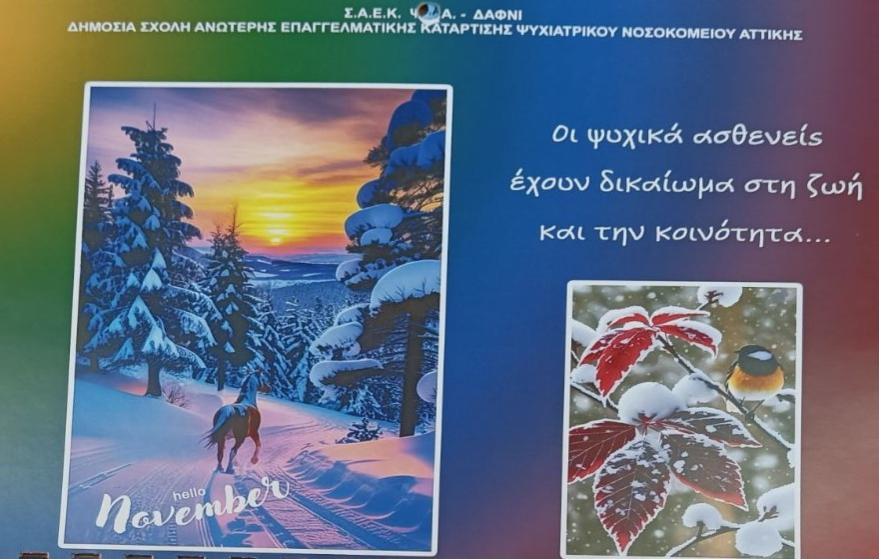 Σ.Α.Ε.Κ. Α. - ΔΑΦΝΙ
ΔΗΜΟΣΙΑ ΣΧΟΛΗ ΑΝΩΤΕΡΗΣ ΕΠΑΓΓΕΛΜΑΤΙΚΗΣ ΚΑΤΑΡΤΙΣΗΣ ΨΥΧΙΑΤΡΙΚΟΥ ΝΟΣΟΚΟΜΕΙΟΥ ΑΤΤΙΚΗΣ
Οι ψυχικά ασθενείς
έχουν δικαίωμα στη ζωή
και την κοινότητα...
hello
November